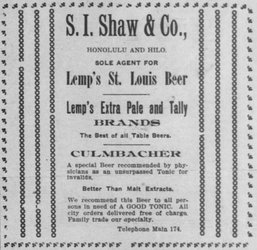 S. I. Shaw & Co.,
HONOLULU AND HILO.
SOLE AGENT FOR
Lemp's St. Louis Beer
Lemp's Extra Pale and Tally
BRANDS
The Best of all Table Beers.
CULMBACHER
A special Beer recommended by phy-
sicians as an unsurpassed Tonic for
invalids.
Better Than Malt Extracts.
We recommend this Beer to all per-
sons in need of A GOOD TONIC. All
city orders delivered free of charge.
Family trade our specialty.
Telephone Main 174.